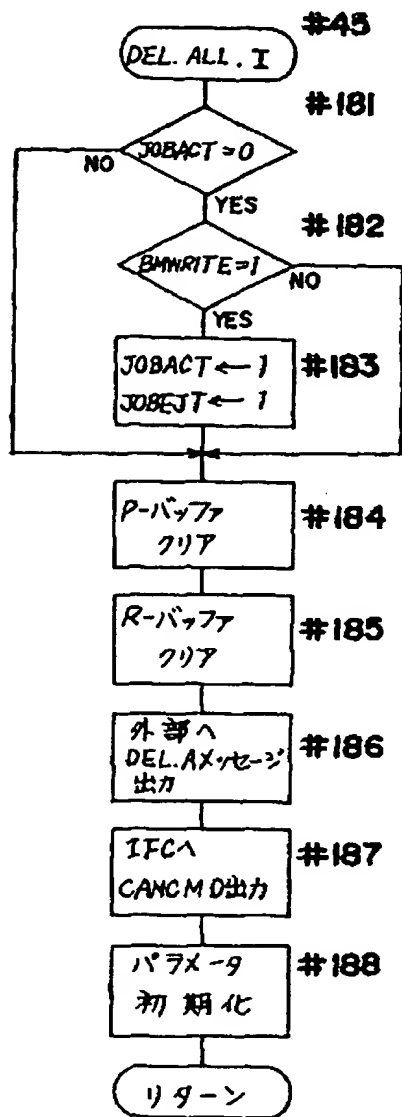 #45
DEL. ALL. I
#181
JOBACT=0
NO
YES
#182
BMWRITE=1
NO
YES
JOBACT ← 1
JOBEJT ← 1
#183
P-バッファ
クリア
#184
R-バッファ
クリア
#185
外部へ
DEL.Aメッセージ
出力
#186
IFCへ
CANCMD出力
#187
パラメータ
初期化
#188
リターン